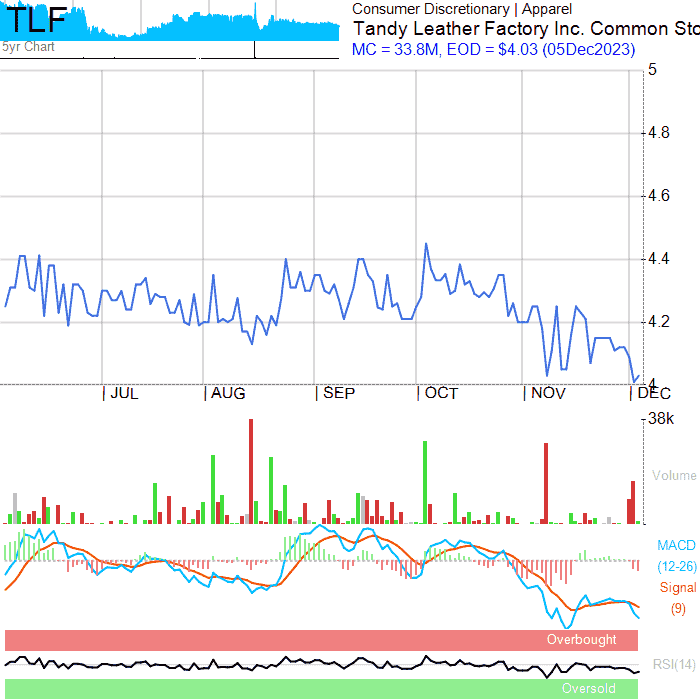 TLF
5yr Chart
Consumer Discretionary | Apparel
Tandy Leather Factory Inc. Common Sto
MC = 33.8M, EOD = $4.03 (05Dec2023)
5
4.8
4.6
4.4
4.2
4
JUL AUG SEP OCT NOV DEC
38k
Volume
MACD
(12-26)
Signal
(9)
Overbought
RSI(14)
Oversold